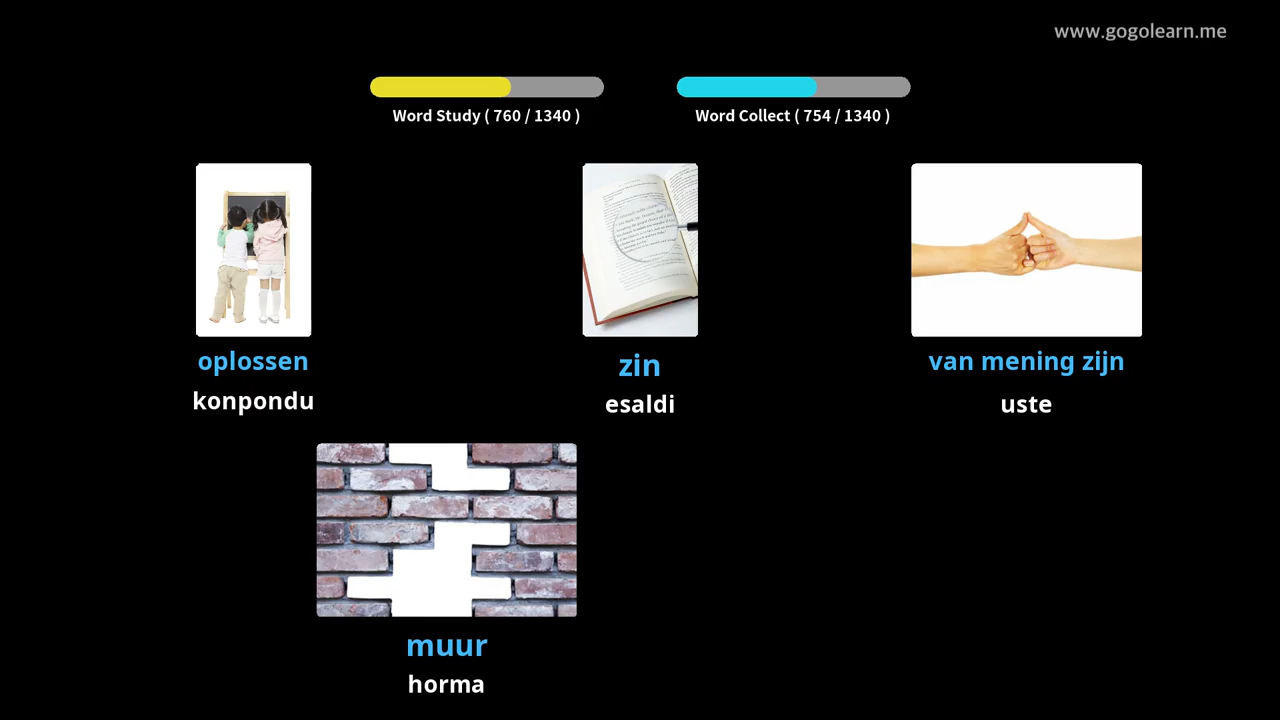 www.gogolearn.me
Word Study ( 760 / 1340 )
Word Collect ( 754 / 1340 )
oplossen
konpondu
zin
esaldi
van mening zijn
uste
muur
horma